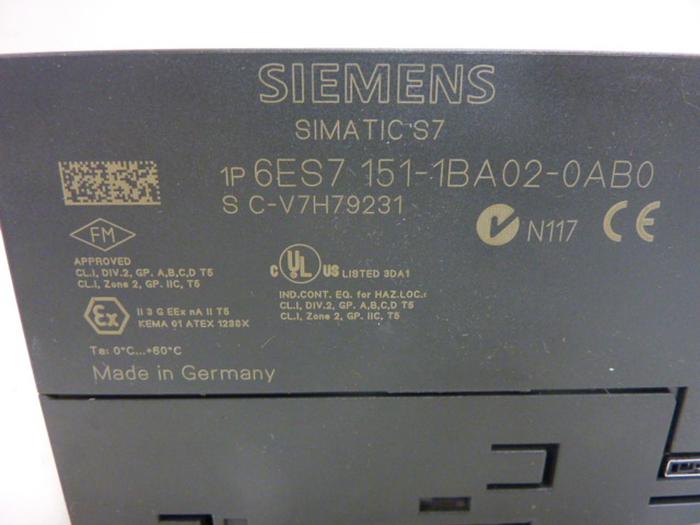 SIEMENS
SIMATIC S7
1P 6ES7 151-1BA02-0AB0
S C-V7H79231
N117 CE
FM
APPROVED
CL.I, DIV.2, GP. A,B,C,D T5
CL.I, Zone 2, GP. IIC, T5
C UL US LISTED 3DA1
IND.CONT. EQ. for HAZ.LOC.:
CL.I, DIV.2, GP. A,B,C,D T5
CL.I, Zone 2, GP. IIC, T5
Ex II 3 G EEx nA II T5
KEMA 01 ATEX 1238X
Ta: 0°C...+60°C
Made in Germany